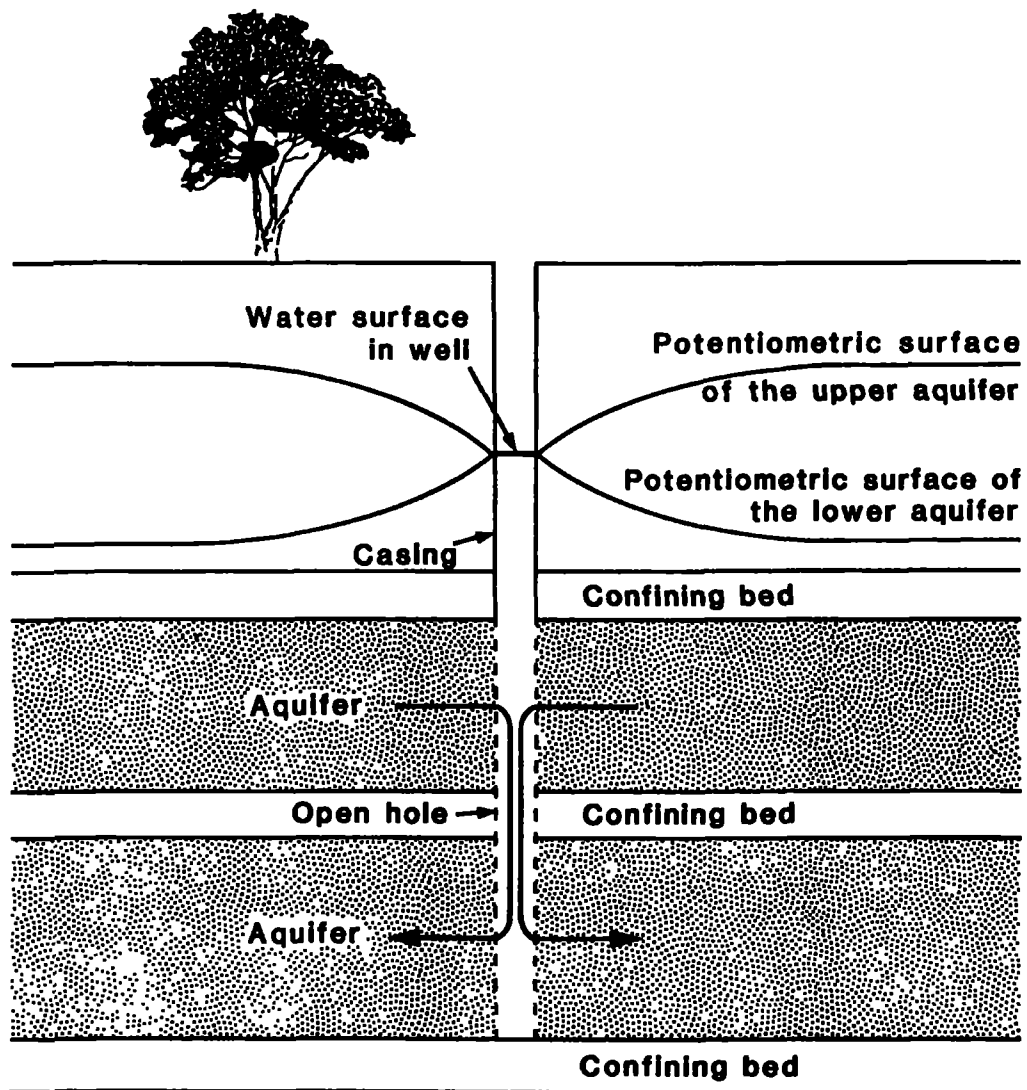 Water surface
in well
Potentiometric surface
of the upper aquifer
Potentiometric surface of
the lower aquifer
Casing
Confining bed
Aquifer
Open hole
Confining bed
Aquifer
Confining bed